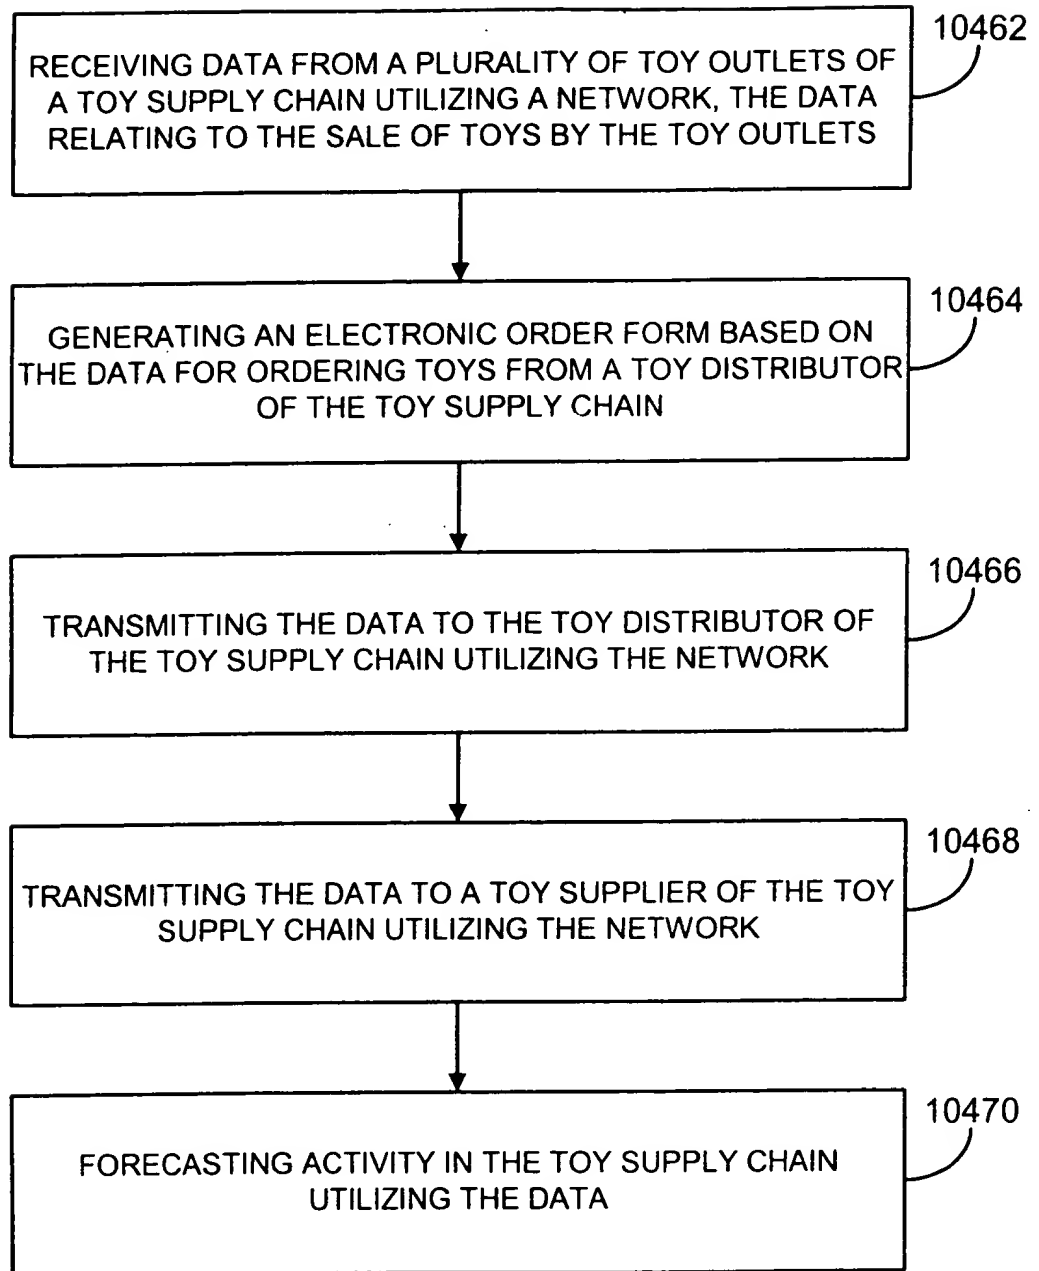 10462
RECEIVING DATA FROM A PLURALITY OF TOY OUTLETS OF
A TOY SUPPLY CHAIN UTILIZING A NETWORK, THE DATA
RELATING TO THE SALE OF TOYS BY THE TOY OUTLETS
10464
GENERATING AN ELECTRONIC ORDER FORM BASED ON
THE DATA FOR ORDERING TOYS FROM A TOY DISTRIBUTOR
OF THE TOY SUPPLY CHAIN
10466
TRANSMITTING THE DATA TO THE TOY DISTRIBUTOR OF
THE TOY SUPPLY CHAIN UTILIZING THE NETWORK
10468
TRANSMITTING THE DATA TO A TOY SUPPLIER OF THE TOY
SUPPLY CHAIN UTILIZING THE NETWORK
10470
FORECASTING ACTIVITY IN THE TOY SUPPLY CHAIN
UTILIZING THE DATA